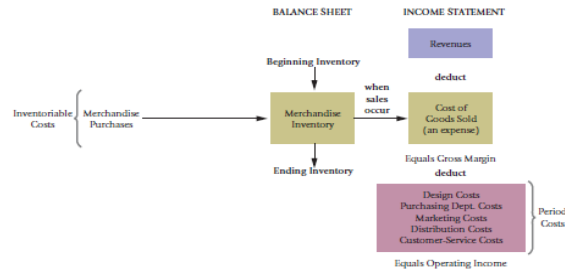 BALANCE SHEET
INCOME STATEMENT
Revenues
Beginning Inventory
deduct
when
sales
occur
Inventoriable
Costs
Merchandise
Purchases
Merchandise
Inventory
Cost of
Goods Sold
(an expense)
Ending Inventory
Equals Gross Margin
deduct
Design Costs
Purchasing Dept. Costs
Marketing Costs
Distribution Costs
Customer-Service Costs
Period
Costs
Equals Operating Income